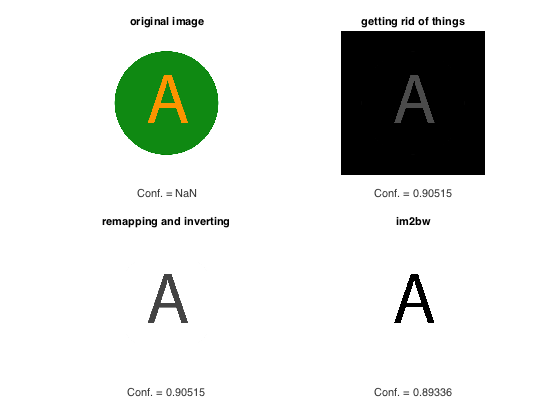 original image
A
Conf. = NaN
getting rid of things
A
Conf. = 0.90515
remapping and inverting
A
Conf. = 0.90515
im2bw
A
Conf. = 0.89336